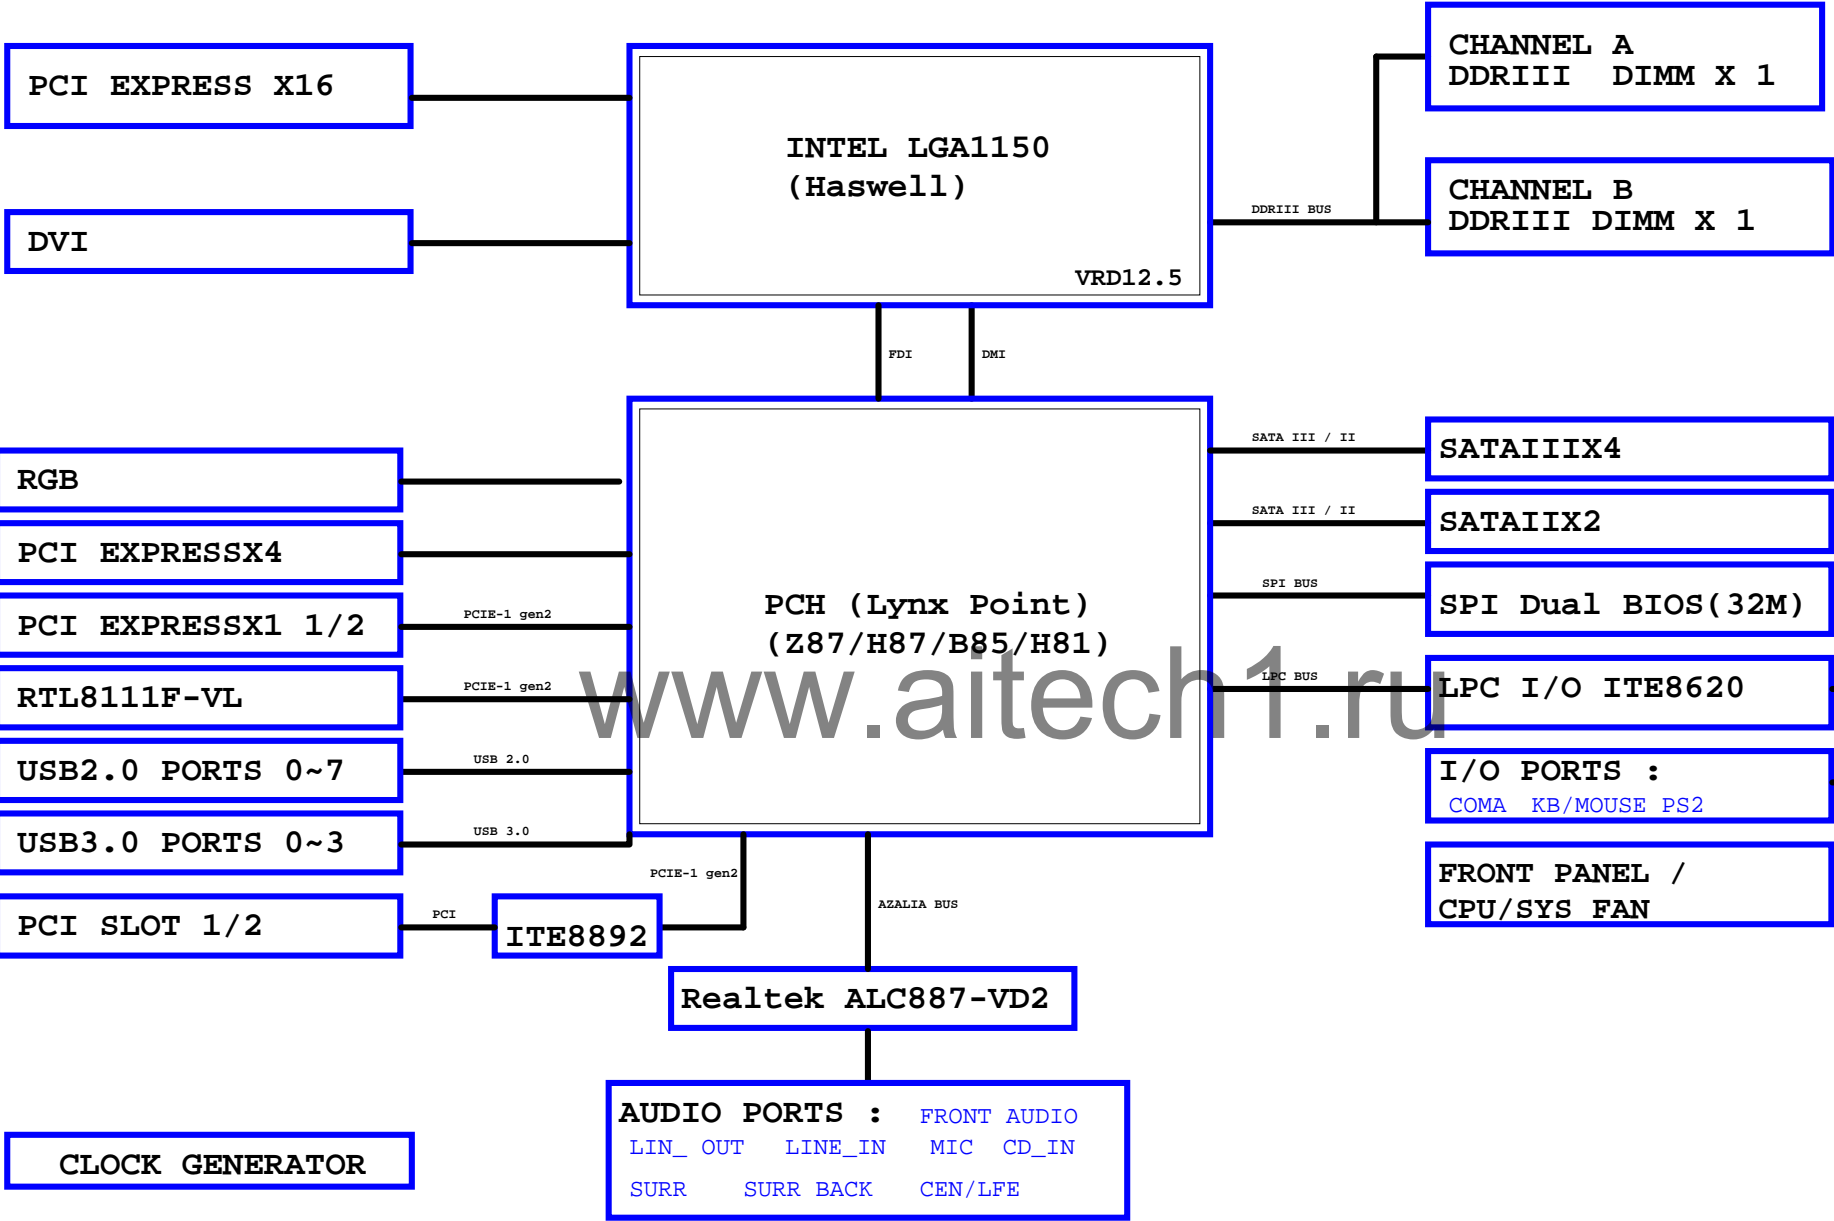 PCI EXPRESS X16
DVI
INTEL LGA1150
(Haswell)
VRD12.5
DDRIII BUS
CHANNEL A
DDRIII DIMM X 1
CHANNEL B
DDRIII DIMM X 1
FDI
DMI
RGB
PCI EXPRESSX4
PCI EXPRESSX1 1/2
PCIE-1 gen2
RTL8111F-VL
PCIE-1 gen2
USB2.0 PORTS 0~7
USB 2.0
USB3.0 PORTS 0~3
USB 3.0
PCI SLOT 1/2
PCI
ITE8892
PCIE-1 gen2
PCH (Lynx Point)
(Z87/H87/B85/H81)
www.aitech1.ru
SATA III / II
SATAIIIX4
SATA III / II
SATAIIX2
SPI BUS
SPI Dual BIOS(32M)
LPC BUS
LPC I/O ITE8620
I/O PORTS :
COMA KB/MOUSE PS2
FRONT PANEL /
CPU/SYS FAN
AZALIA BUS
Realtek ALC887-VD2
AUDIO PORTS : FRONT AUDIO
LIN_ OUT LINE_IN MIC CD_IN
SURR SURR BACK CEN/LFE
CLOCK GENERATOR